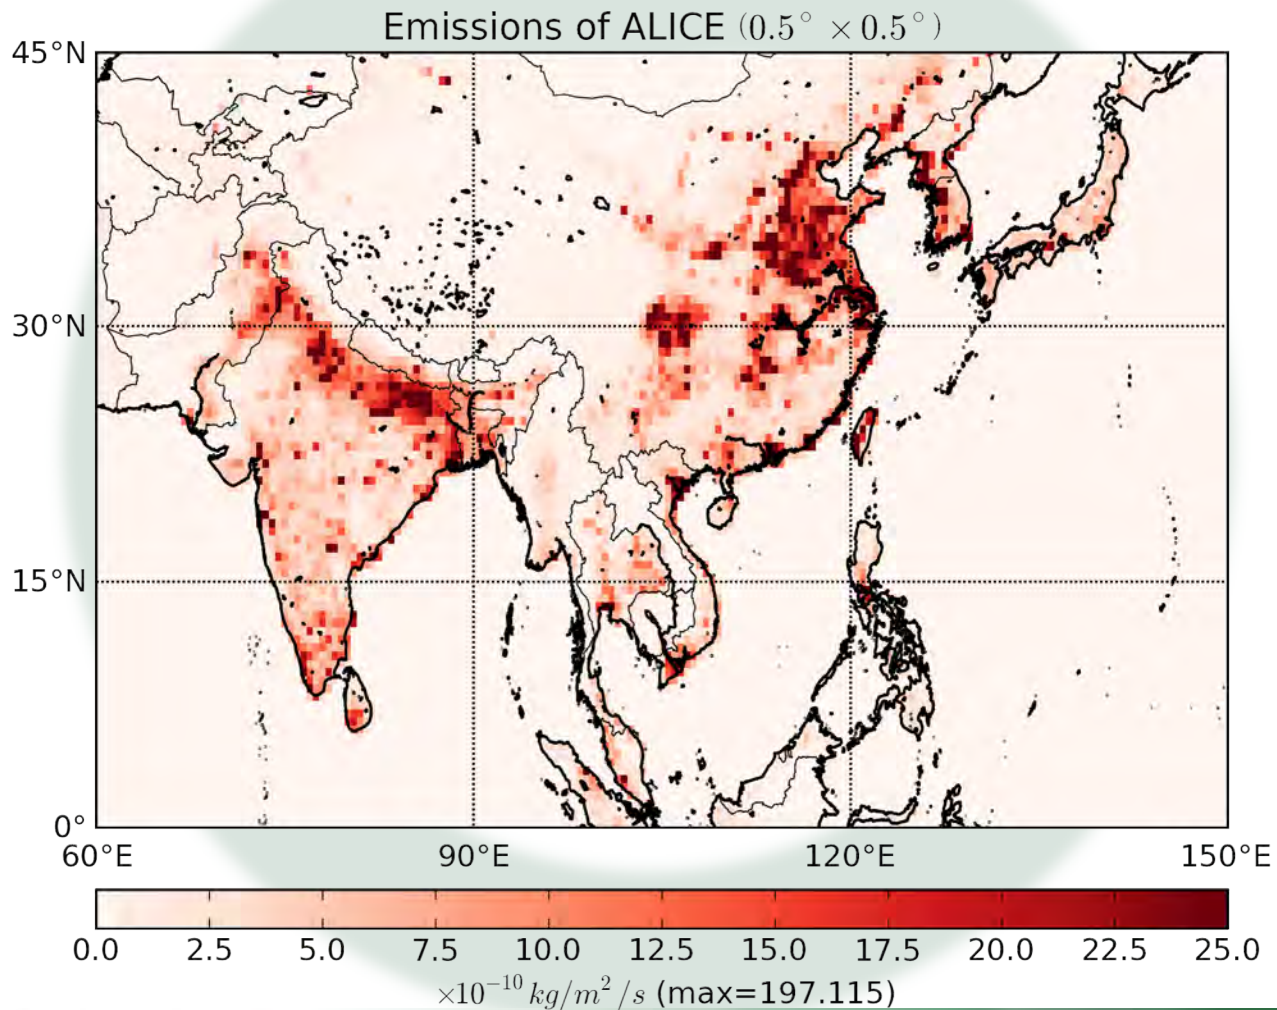 Emissions of ALICE (0.5° × 0.5°)
45°N
30°N
15°N
0°
60°E 90°E 120°E 150°E
0.0 2.5 5.0 7.5 10.0 12.5 15.0 17.5 20.0 22.5 25.0
×10⁻¹⁰ kg/m²/s (max=197.115)